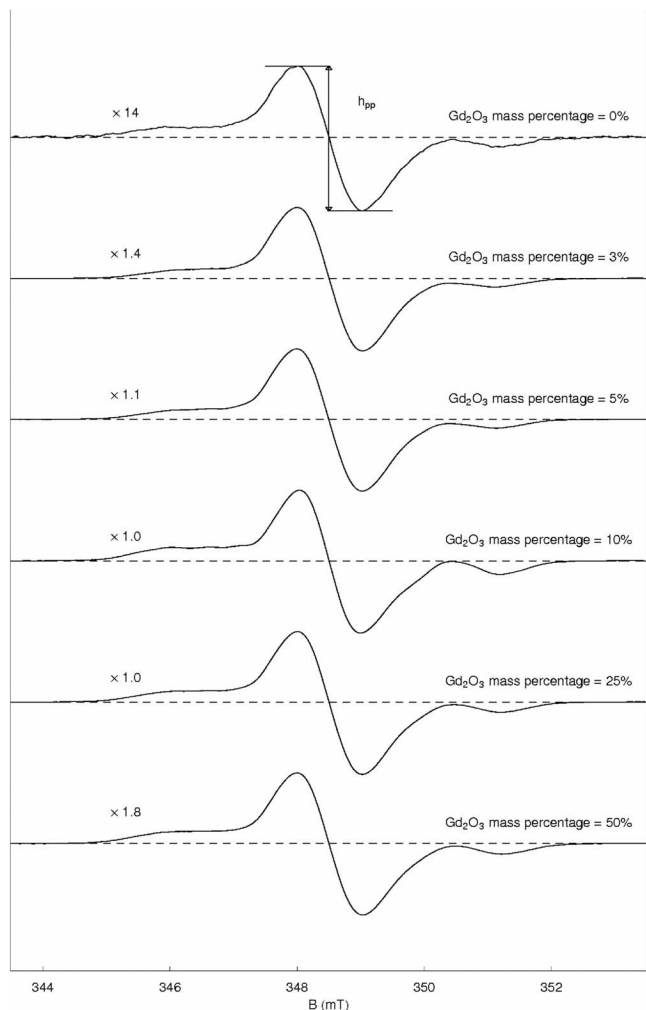 h_pp
× 14
Gd₂O₃ mass percentage = 0%
× 1.4
Gd₂O₃ mass percentage = 3%
× 1.1
Gd₂O₃ mass percentage = 5%
× 1.0
Gd₂O₃ mass percentage = 10%
× 1.0
Gd₂O₃ mass percentage = 25%
× 1.8
Gd₂O₃ mass percentage = 50%
344 346 348 350 352
B (mT)